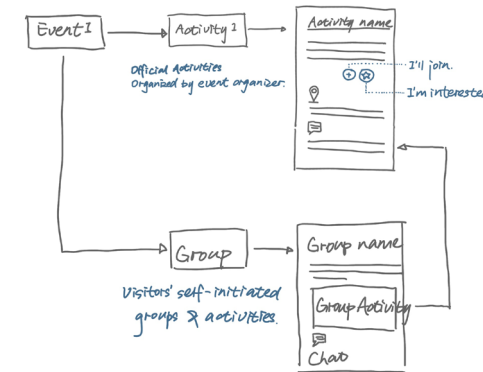 Event 1
Activity 1
Activity name
Official Activities
Organized by event organizer.
I'll join.
I'm intereste
Group
Visitors' self-initiated
groups & activities.
Group name
Group Activity
Chat